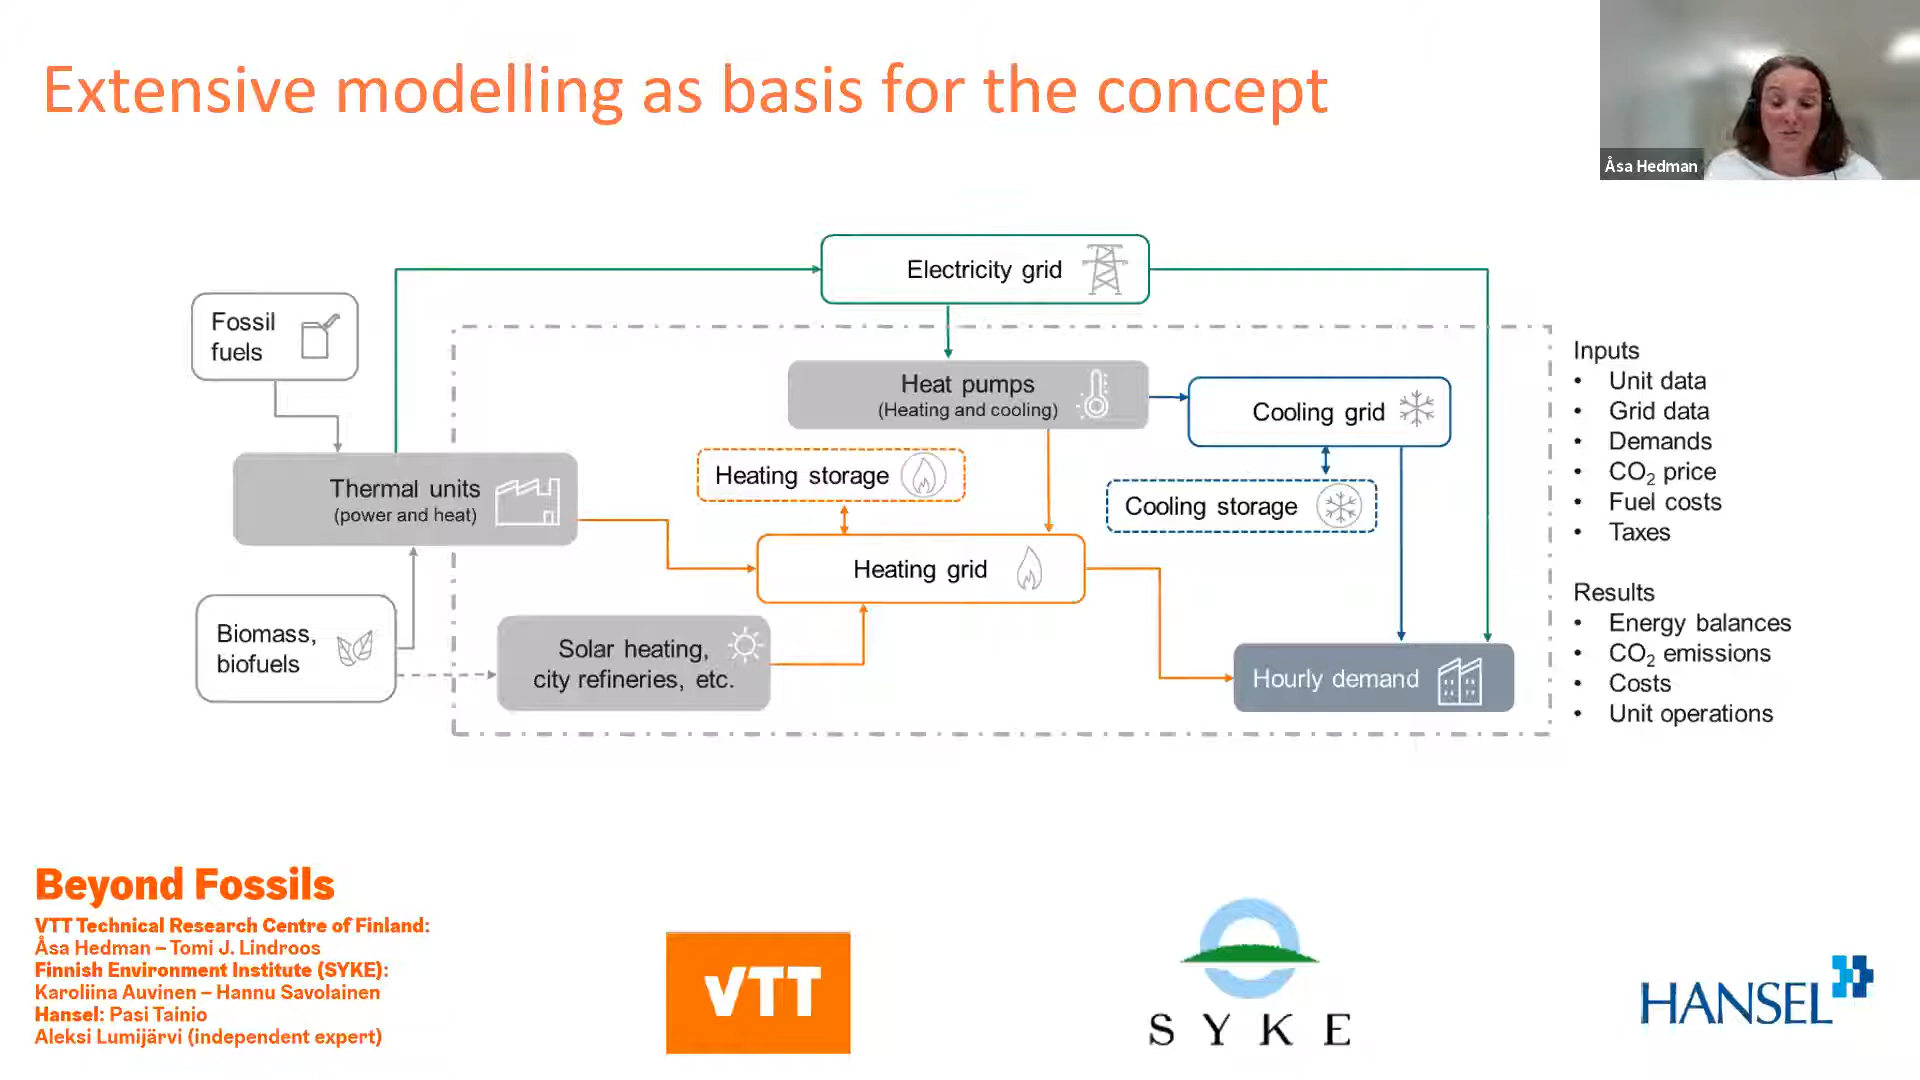 Extensive modelling as basis for the concept
Åsa Hedman
Electricity grid
Fossil
fuels
Heat pumps
(Heating and cooling)
Cooling grid
Heating storage
Thermal units
(power and heat)
Cooling storage
Heating grid
Biomass,
biofuels
Solar heating,
city refineries, etc.
Hourly demand
Inputs
• Unit data
• Grid data
• Demands
• CO₂ price
• Fuel costs
• Taxes
Results
• Energy balances
• CO₂ emissions
• Costs
• Unit operations
Beyond Fossils
VTT Technical Research Centre of Finland:
Åsa Hedman – Tomi J. Lindroos
Finnish Environment Institute (SYKE):
Karoliina Auvinen – Hannu Savolainen
Hansel: Pasi Tainio
Aleksi Lumijärvi (independent expert)
VTT
SYKE
HANSEL